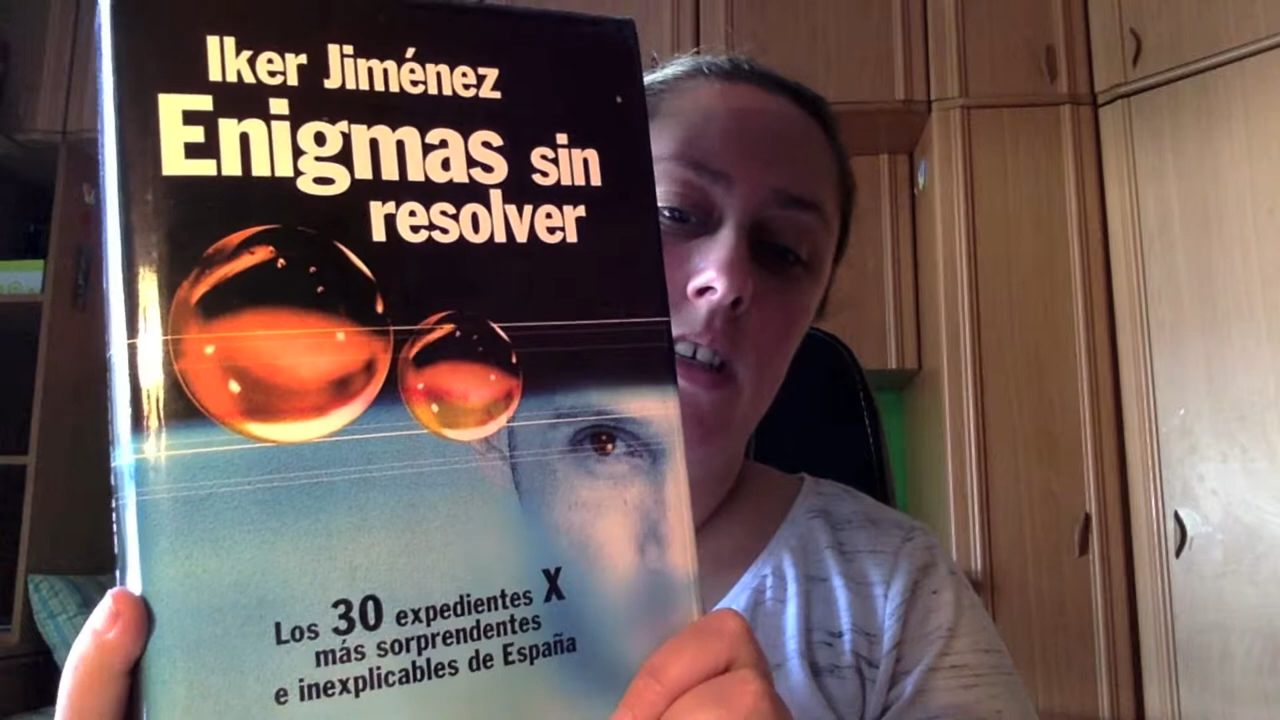 Iker Jiménez
Enigmas sin
resolver
Los 30 expedientes X
más sorprendentes
e inexplicables de España